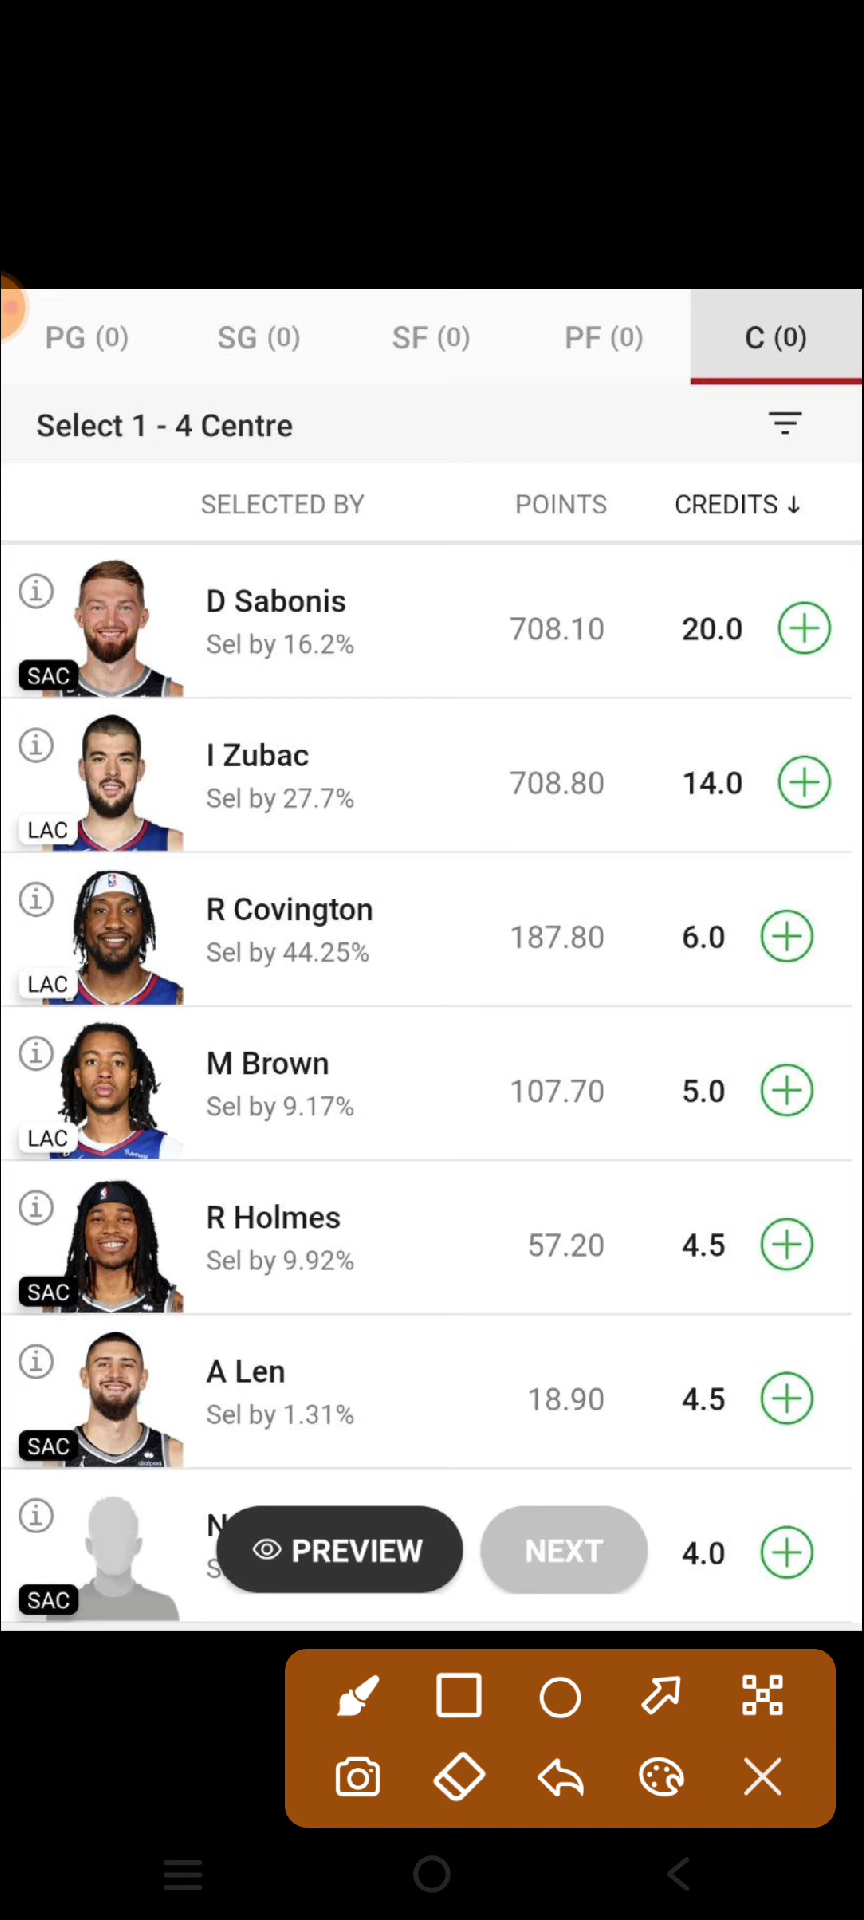 PG (0) SG (0) SF (0) PF (0) C (0)
Select 1 - 4 Centre
SELECTED BY POINTS CREDITS ↓
D Sabonis
Sel by 16.2%
708.10 20.0
SAC
I Zubac
Sel by 27.7%
708.80 14.0
LAC
R Covington
Sel by 44.25%
187.80 6.0
LAC
M Brown
Sel by 9.17%
107.70 5.0
LAC
R Holmes
Sel by 9.92%
57.20 4.5
SAC
A Len
Sel by 1.31%
18.90 4.5
SAC
PREVIEW NEXT 4.0
SAC